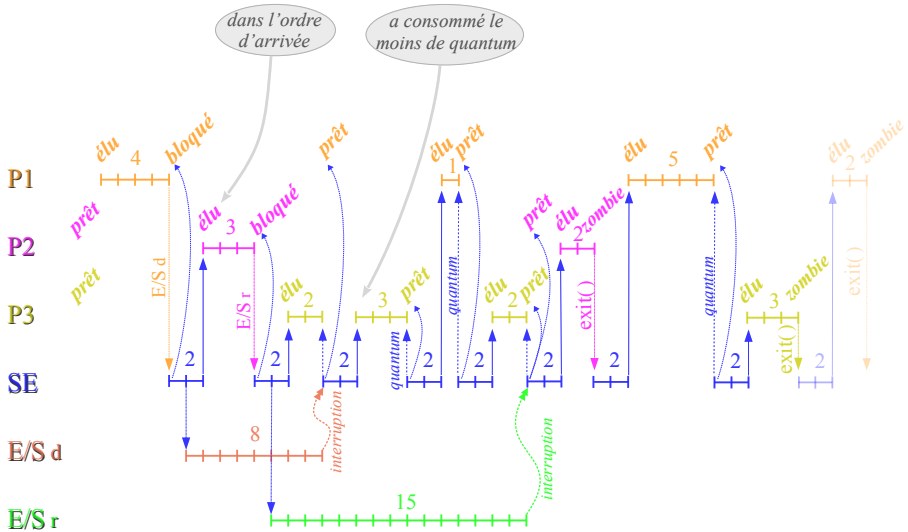 dans l'ordre
d'arrivée
a consommé le
moins de quantum
élu
bloqué
prêt
élu
prêt
élu
prêt
élu
zombie
P1
4
1
5
2
prêt
élu
bloqué
prêt
élu
zombie
P2
3
2
exit()
prêt
E/S d
E/S r
élu
prêt
quantum
élu
prêt
exit()
quantum
élu
zombie
P3
2
3
2
3
quantum
exit()
SE
2
2
2
2
2
2
2
2
2
2
E/S d
8
interruption
interruption
E/S r
15